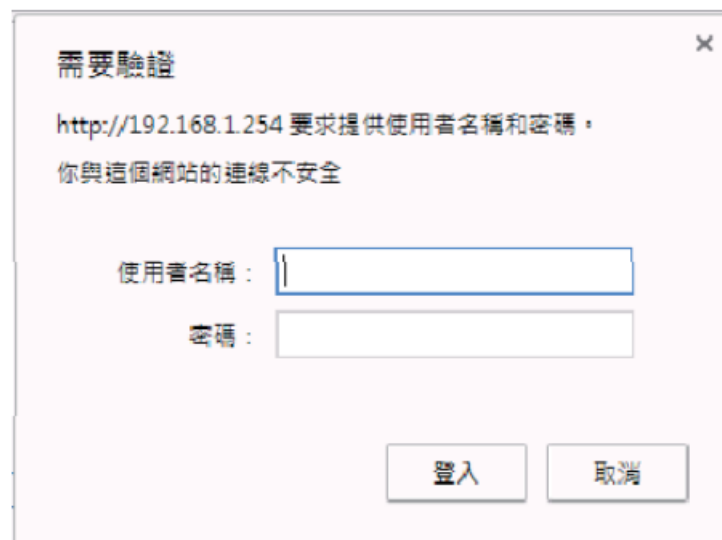 需要驗證
http://192.168.1.254 要求提供使用者名稱和密碼。
你與這個網站的連線不安全
使用者名稱：
密碼：
登入 取消